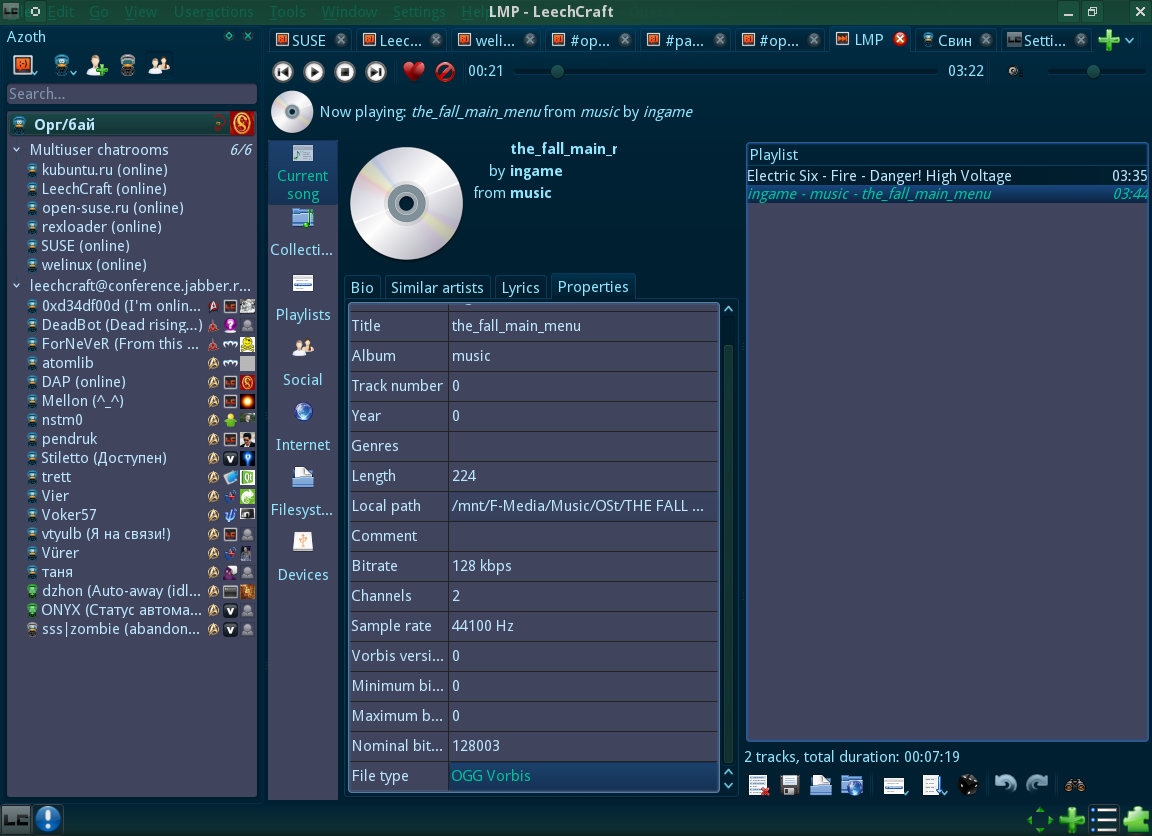 LC Edit Go View Useractions Tools Window Settings Help LMP - LeechCraft
Azoth
SUSE Leec... weli... #op... #pa... #op... LMP Свин Setti...
00:21 03:22
Search...
Now playing: the_fall_main_menu from music by ingame
Орг/бай
Multiuser chatrooms 6/6
kubuntu.ru (online)
LeechCraft (online)
open-suse.ru (online)
rexloader (online)
SUSE (online)
welinux (online)
leechcraft@conference.jabber.r...
0xd34df00d (I'm onlin...
DeadBot (Dead rising...)
ForNeVeR (From this ...
atomlib
DAP (online)
Mellon (^_^)
nstm0
pendruk
Stiletto (Доступен)
trett
Vier
Voker57
vtyulb (Я на связи!)
Vürer
таня
dzhon (Auto-away (idl...
ONYX (Статус автома...
sss|zombie (abandon...
Current
song
Collecti...
Playlists
Social
Internet
Filesyst...
Devices
the_fall_main_r
by ingame
from music
Bio Similar artists Lyrics Properties
Title the_fall_main_menu
Album music
Track number 0
Year 0
Genres
Length 224
Local path /mnt/F-Media/Music/OSt/THE FALL ...
Comment
Bitrate 128 kbps
Channels 2
Sample rate 44100 Hz
Vorbis versi... 0
Minimum bi... 0
Maximum b... 0
Nominal bit... 128003
File type OGG Vorbis
Playlist
Electric Six - Fire - Danger! High Voltage 03:35
ingame - music - the_fall_main_menu 03:44
2 tracks, total duration: 00:07:19
LC